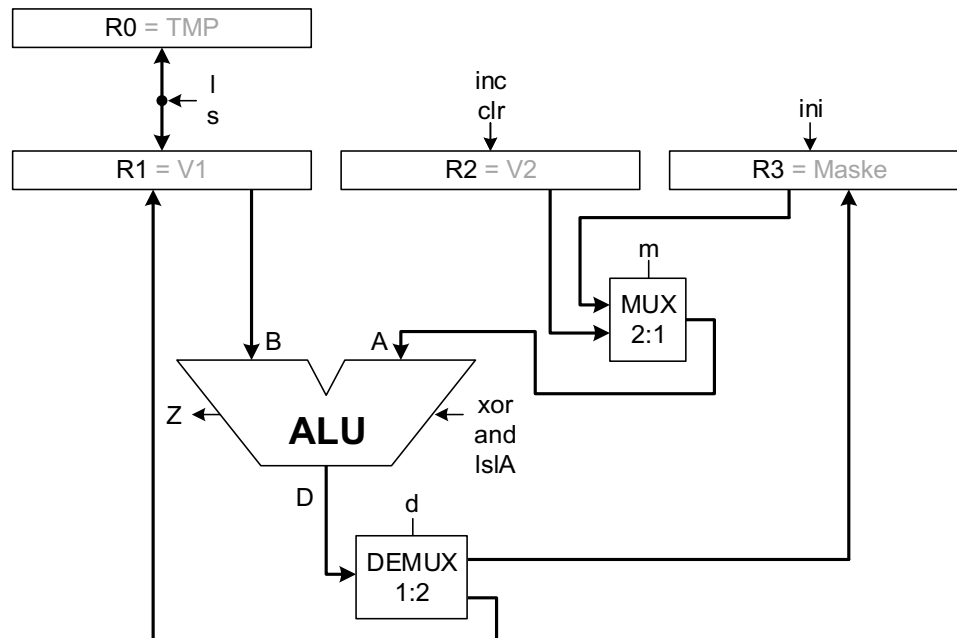 R0 = TMP
l
s
inc
clr
ini
R1 = V1
R2 = V2
R3 = Maske
m
MUX
2:1
B
A
Z
ALU
xor
and
lslA
D
d
DEMUX
1:2